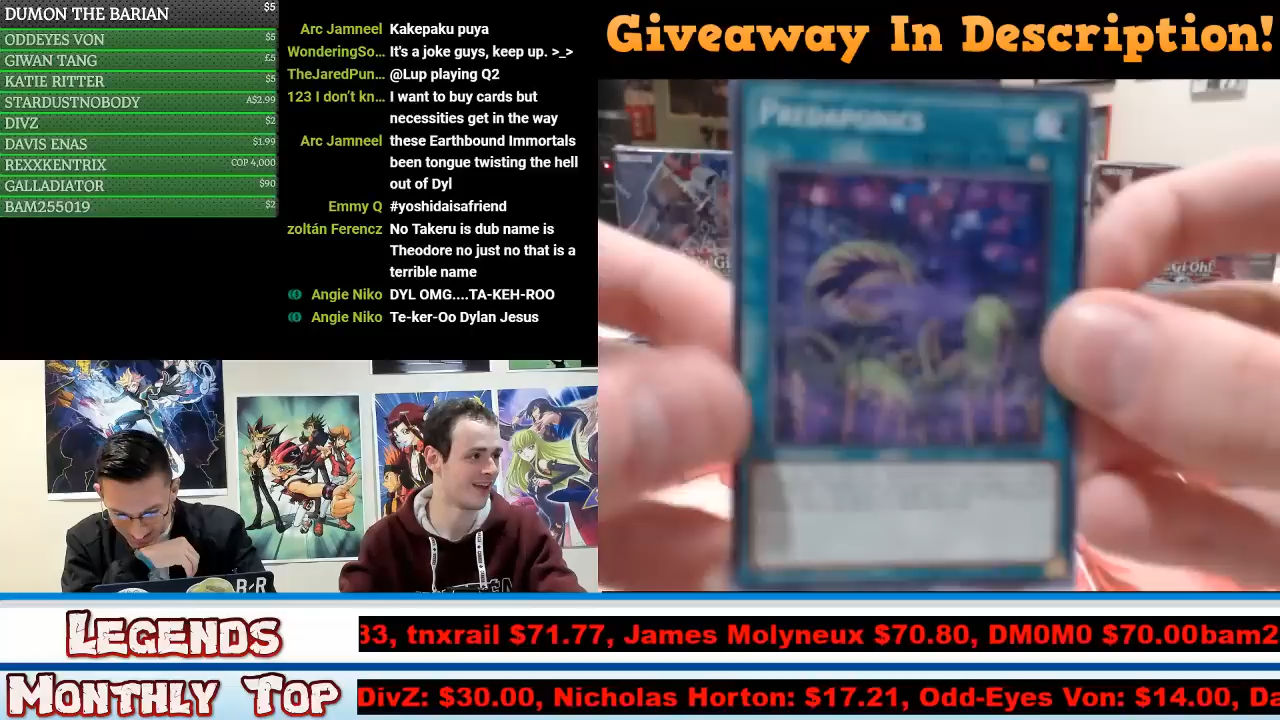 DUMON THE BARIAN $5
ODDEYES VON $5
GIWAN TANG £5
KATIE RITTER $5
STARDUSTNOBODY A$2.99
DIVZ $2
DAVIS ENAS $1.99
REXXKENTRIX COP 4,000
GALLADIATOR $90
BAM255019 $2
Arc Jamneel Kakepaku puya
WonderingSo... It's a joke guys, keep up. >_>
TheJaredPun... @Lup playing Q2
123 I don't kn... I want to buy cards but
necessities get in the way
Arc Jamneel these Earthbound Immortals
been tongue twisting the hell
out of Dyl
Emmy Q #yoshidaisafriend
zoltán Ferencz No Takeru is dub name is
Theodore no just no that is a
terrible name
Angie Niko DYL OMG....TA-KEH-ROO
Angie Niko Te-ker-Oo Dylan Jesus
Giveaway In Description!
PREDAPONICS
LEGENDS
33, tnxrail $71.77, James Molyneux $70.80, DM0M0 $70.00bam2
MONTHLY TOP
DivZ: $30.00, Nicholas Horton: $17.21, Odd-Eyes Von: $14.00, Da